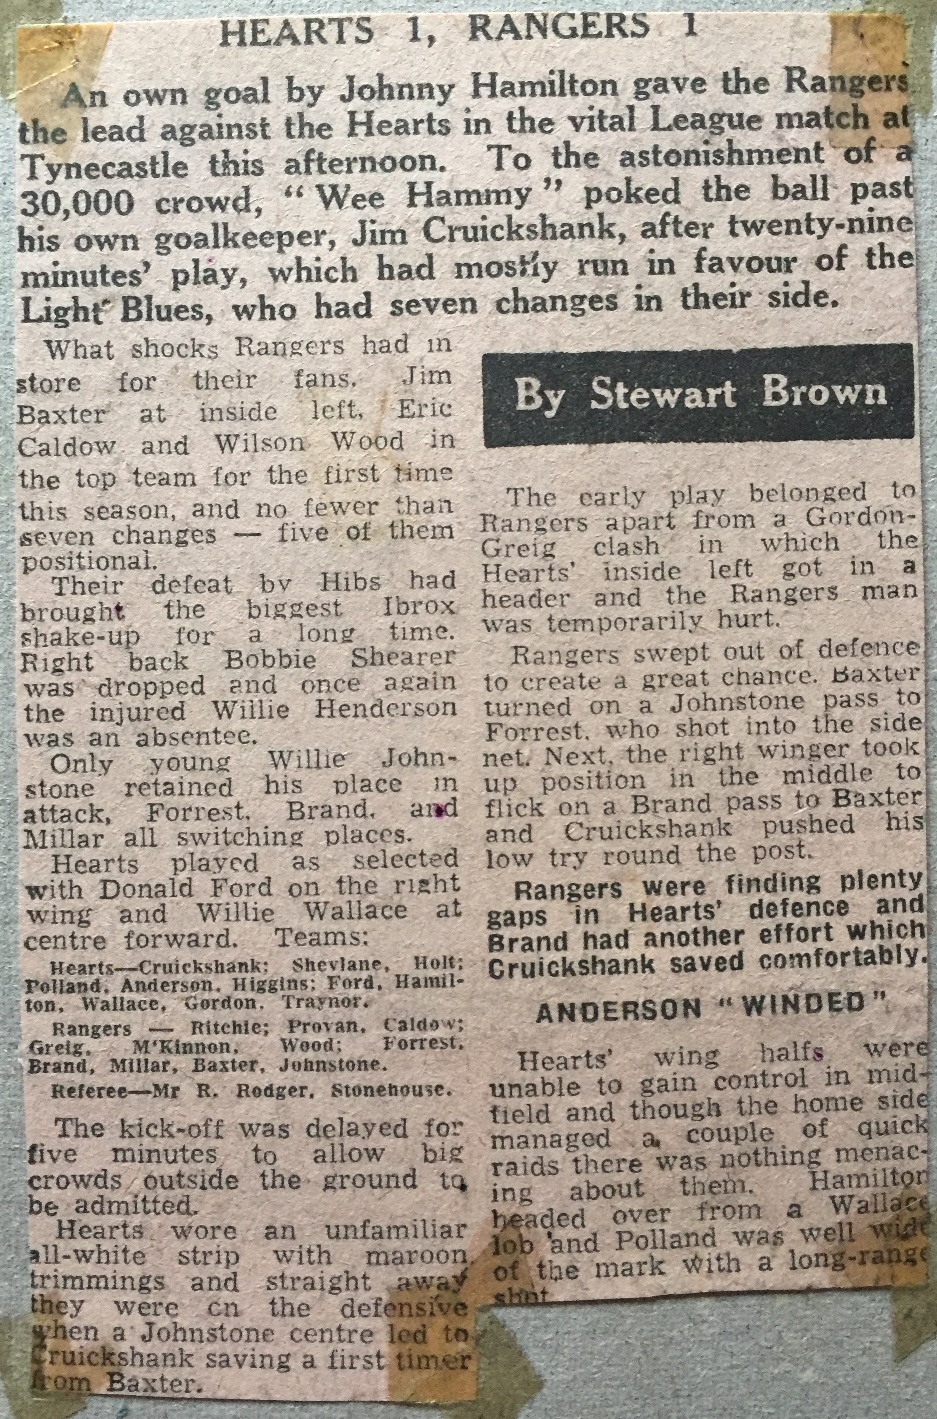 HEARTS 1, RANGERS 1
An own goal by Johnny Hamilton gave the Rangers
the lead against the Hearts in the vital League match at
Tynecastle this afternoon. To the astonishment of a
30,000 crowd, “Wee Hammy” poked the ball past
his own goalkeeper, Jim Cruickshank, after twenty-nine
minutes’ play, which had mostly run in favour of the
Light Blues, who had seven changes in their side.
What shocks Rangers had in
store for their fans. Jim
Baxter at inside left, Eric
Caldow and Wilson Wood in
the top team for the first time
this season, and no fewer than
seven changes — five of them
positional.
Their defeat by Hibs had
brought the biggest Ibrox
shake-up for a long time.
Right back Bobbie Shearer
was dropped and once again
the injured Willie Henderson
was an absentee.
Only young Willie John-
stone retained his place in
attack, Forrest, Brand, and
Millar all switching places.
Hearts played as selected
with Donald Ford on the right
wing and Willie Wallace at
centre forward. Teams:
Hearts—Cruickshank; Shevlane, Holt;
Polland, Anderson, Higgins; Ford, Hamil-
ton, Wallace, Gordon, Traynor.
Rangers — Ritchie; Provan, Caldow;
Greig, M‘Kinnon, Wood; Forrest,
Brand, Millar, Baxter, Johnstone.
Referee—Mr R. Rodger, Stonehouse.
The kick-off was delayed for
five minutes to allow big
crowds outside the ground to
be admitted.
Hearts wore an unfamiliar
all-white strip with maroon
trimmings and straight away
they were on the defensive
when a Johnstone centre led to
Cruickshank saving a first timer
from Baxter.
By Stewart Brown
The early play belonged to
Rangers apart from a Gordon-
Greig clash in which the
Hearts’ inside left got in a
header and the Rangers man
was temporarily hurt.
Rangers swept out of defence
to create a great chance. Baxter
turned on a Johnstone pass to
Forrest, who shot into the side
net. Next, the right winger took
up position in the middle to
flick on a Brand pass to Baxter
and Cruickshank pushed his
low try round the post.
Rangers were finding plenty
gaps in Hearts’ defence and
Brand had another effort which
Cruickshank saved comfortably.
ANDERSON “WINDED”
Hearts’ wing halfs were
unable to gain control in mid-
field and though the home side
managed a couple of quick
raids there was nothing menac-
ing about them. Hamilton
headed over from a Wallace
lob and Polland was well wide
of the mark with a long-range
shot.